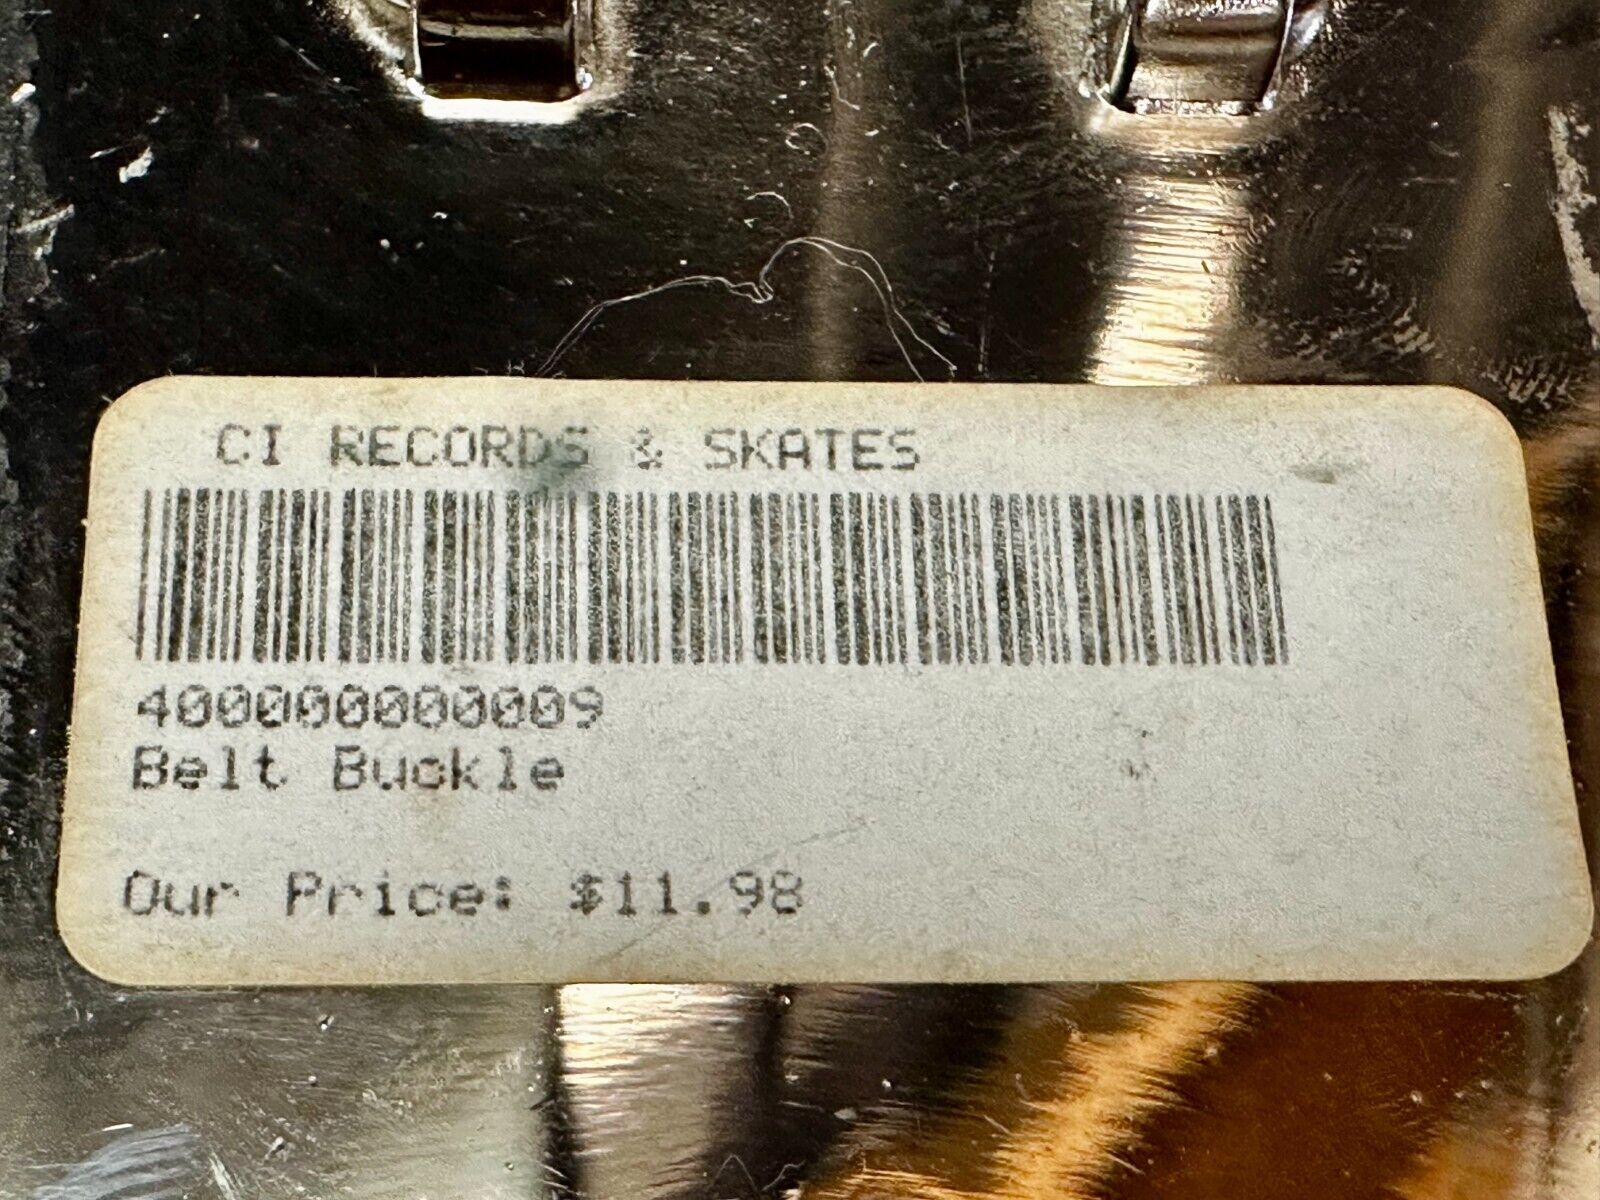 CI RECORDS & SKATES
400000000009
Belt Buckle
Our Price: $11.98